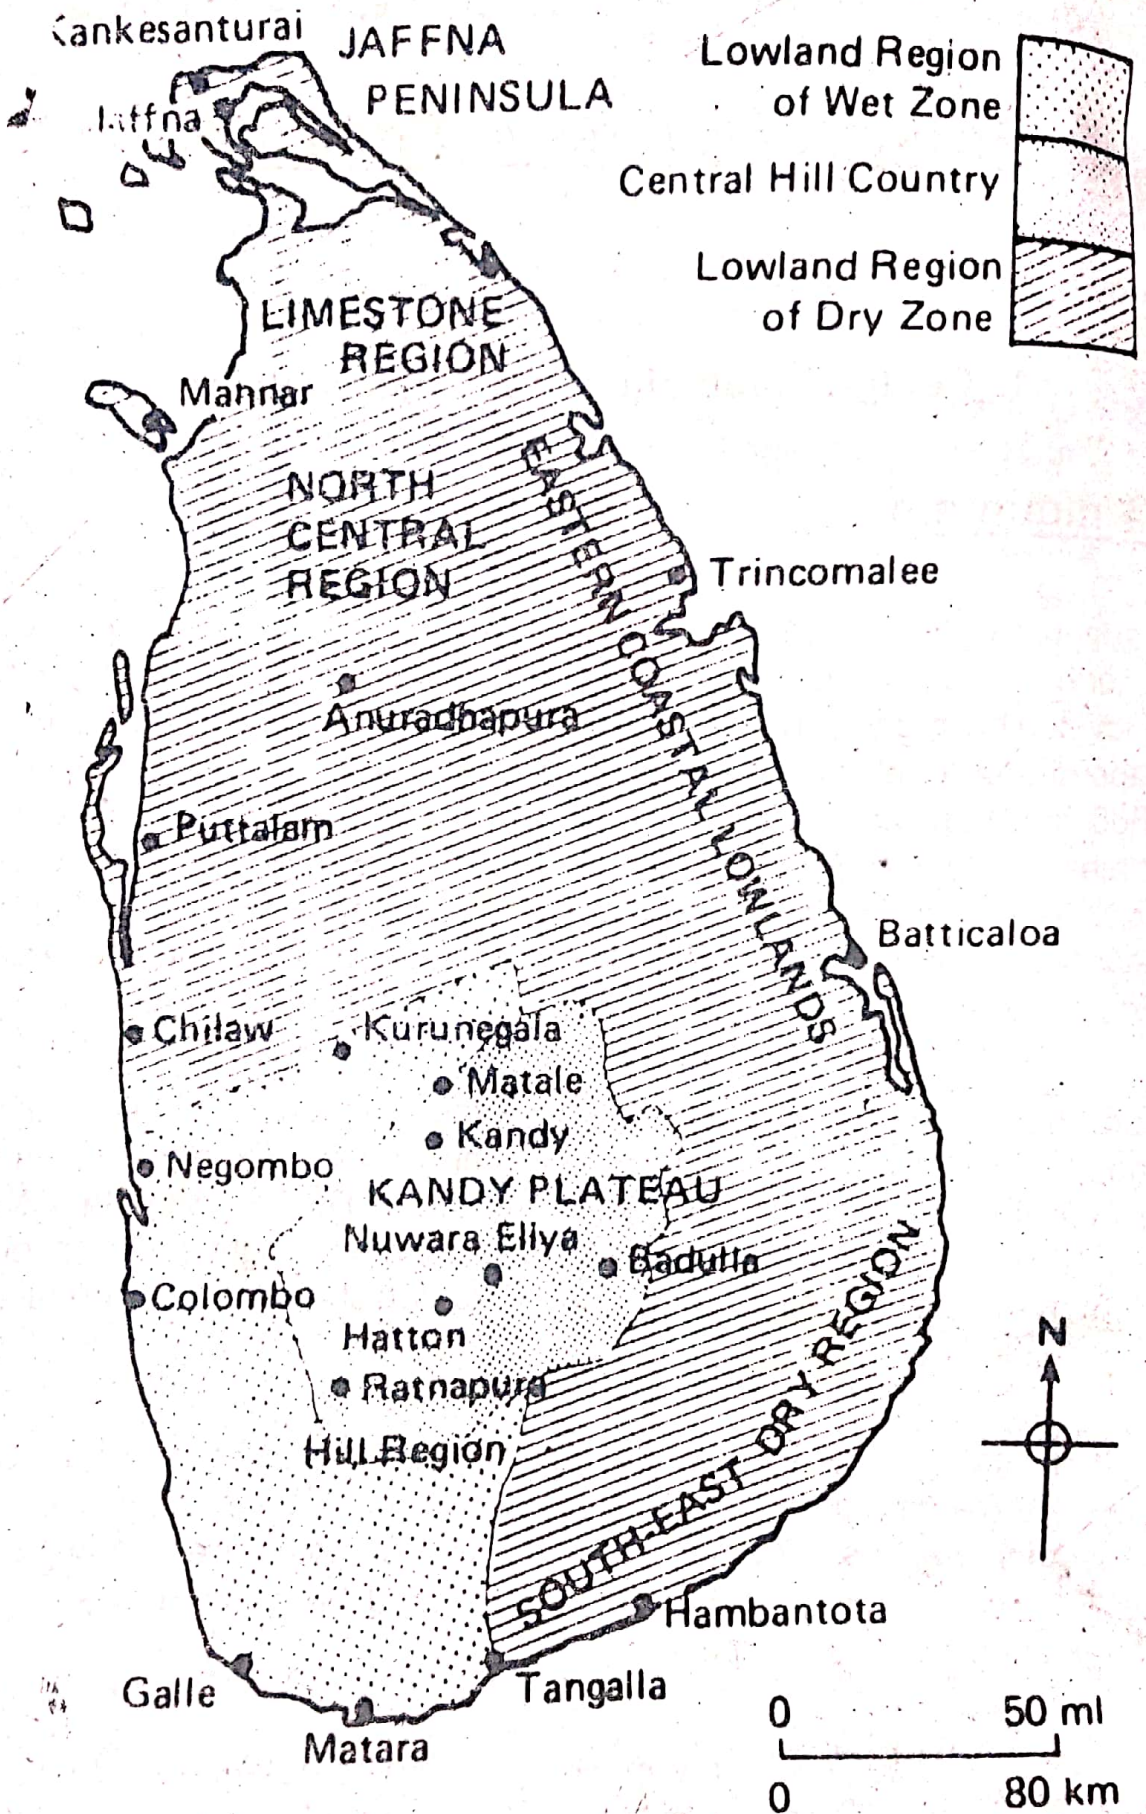 Kankesanturai
JAFFNA
PENINSULA
Jaffna
Lowland Region
of Wet Zone
Central Hill Country
Lowland Region
of Dry Zone
LIMESTONE
REGION
Mannar
NORTH
CENTRAL
REGION
EASTERN COASTAL LOWLANDS
Trincomalee
Anuradhapura
Puttalam
Batticaloa
Chilaw
Kurunegala
Matale
Kandy
Negombo
KANDY PLATEAU
Nuwara Eliya
Badulla
Colombo
Hatton
Ratnapura
Hill Region
SOUTH-EAST DRY REGION
N
Hambantota
Galle
Tangalla
Matara
0 50 ml
0 80 km